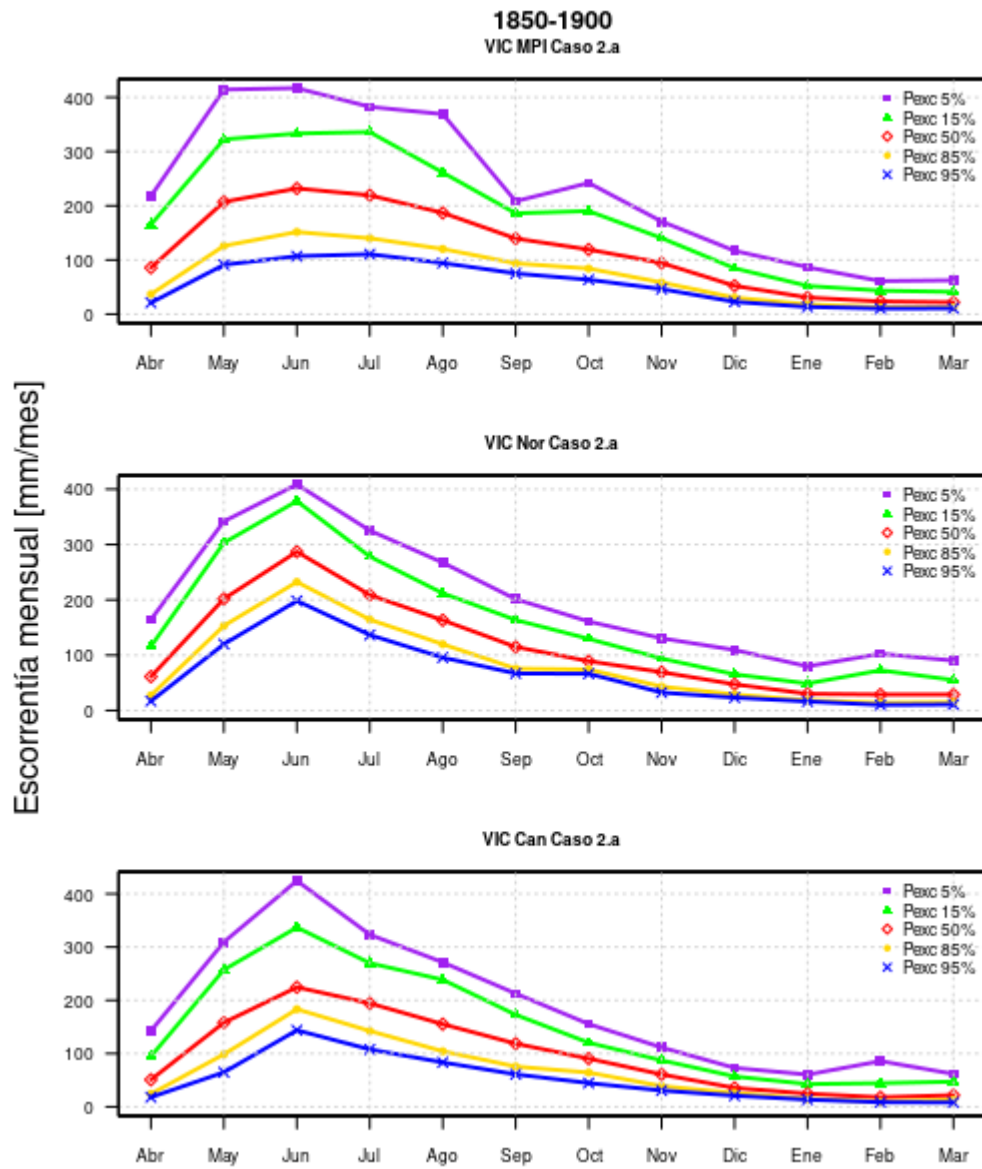 1850-1900
VIC MPI Caso 2.a
Escorrentía mensual [mm/mes]
400
300
200
100
0
Pexc 5%
Pexc 15%
Pexc 50%
Pexc 85%
Pexc 95%
Abr May Jun Jul Ago Sep Oct Nov Dic Ene Feb Mar
VIC Nor Caso 2.a
400
300
200
100
0
Pexc 5%
Pexc 15%
Pexc 50%
Pexc 85%
Pexc 95%
Abr May Jun Jul Ago Sep Oct Nov Dic Ene Feb Mar
VIC Can Caso 2.a
400
300
200
100
0
Pexc 5%
Pexc 15%
Pexc 50%
Pexc 85%
Pexc 95%
Abr May Jun Jul Ago Sep Oct Nov Dic Ene Feb Mar